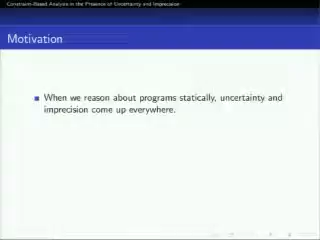 Constraint-Based Analysis in the Presence of Uncertainty and Imprecision
Motivation
When we reason about programs statically, uncertainty and
imprecision come up everywhere.